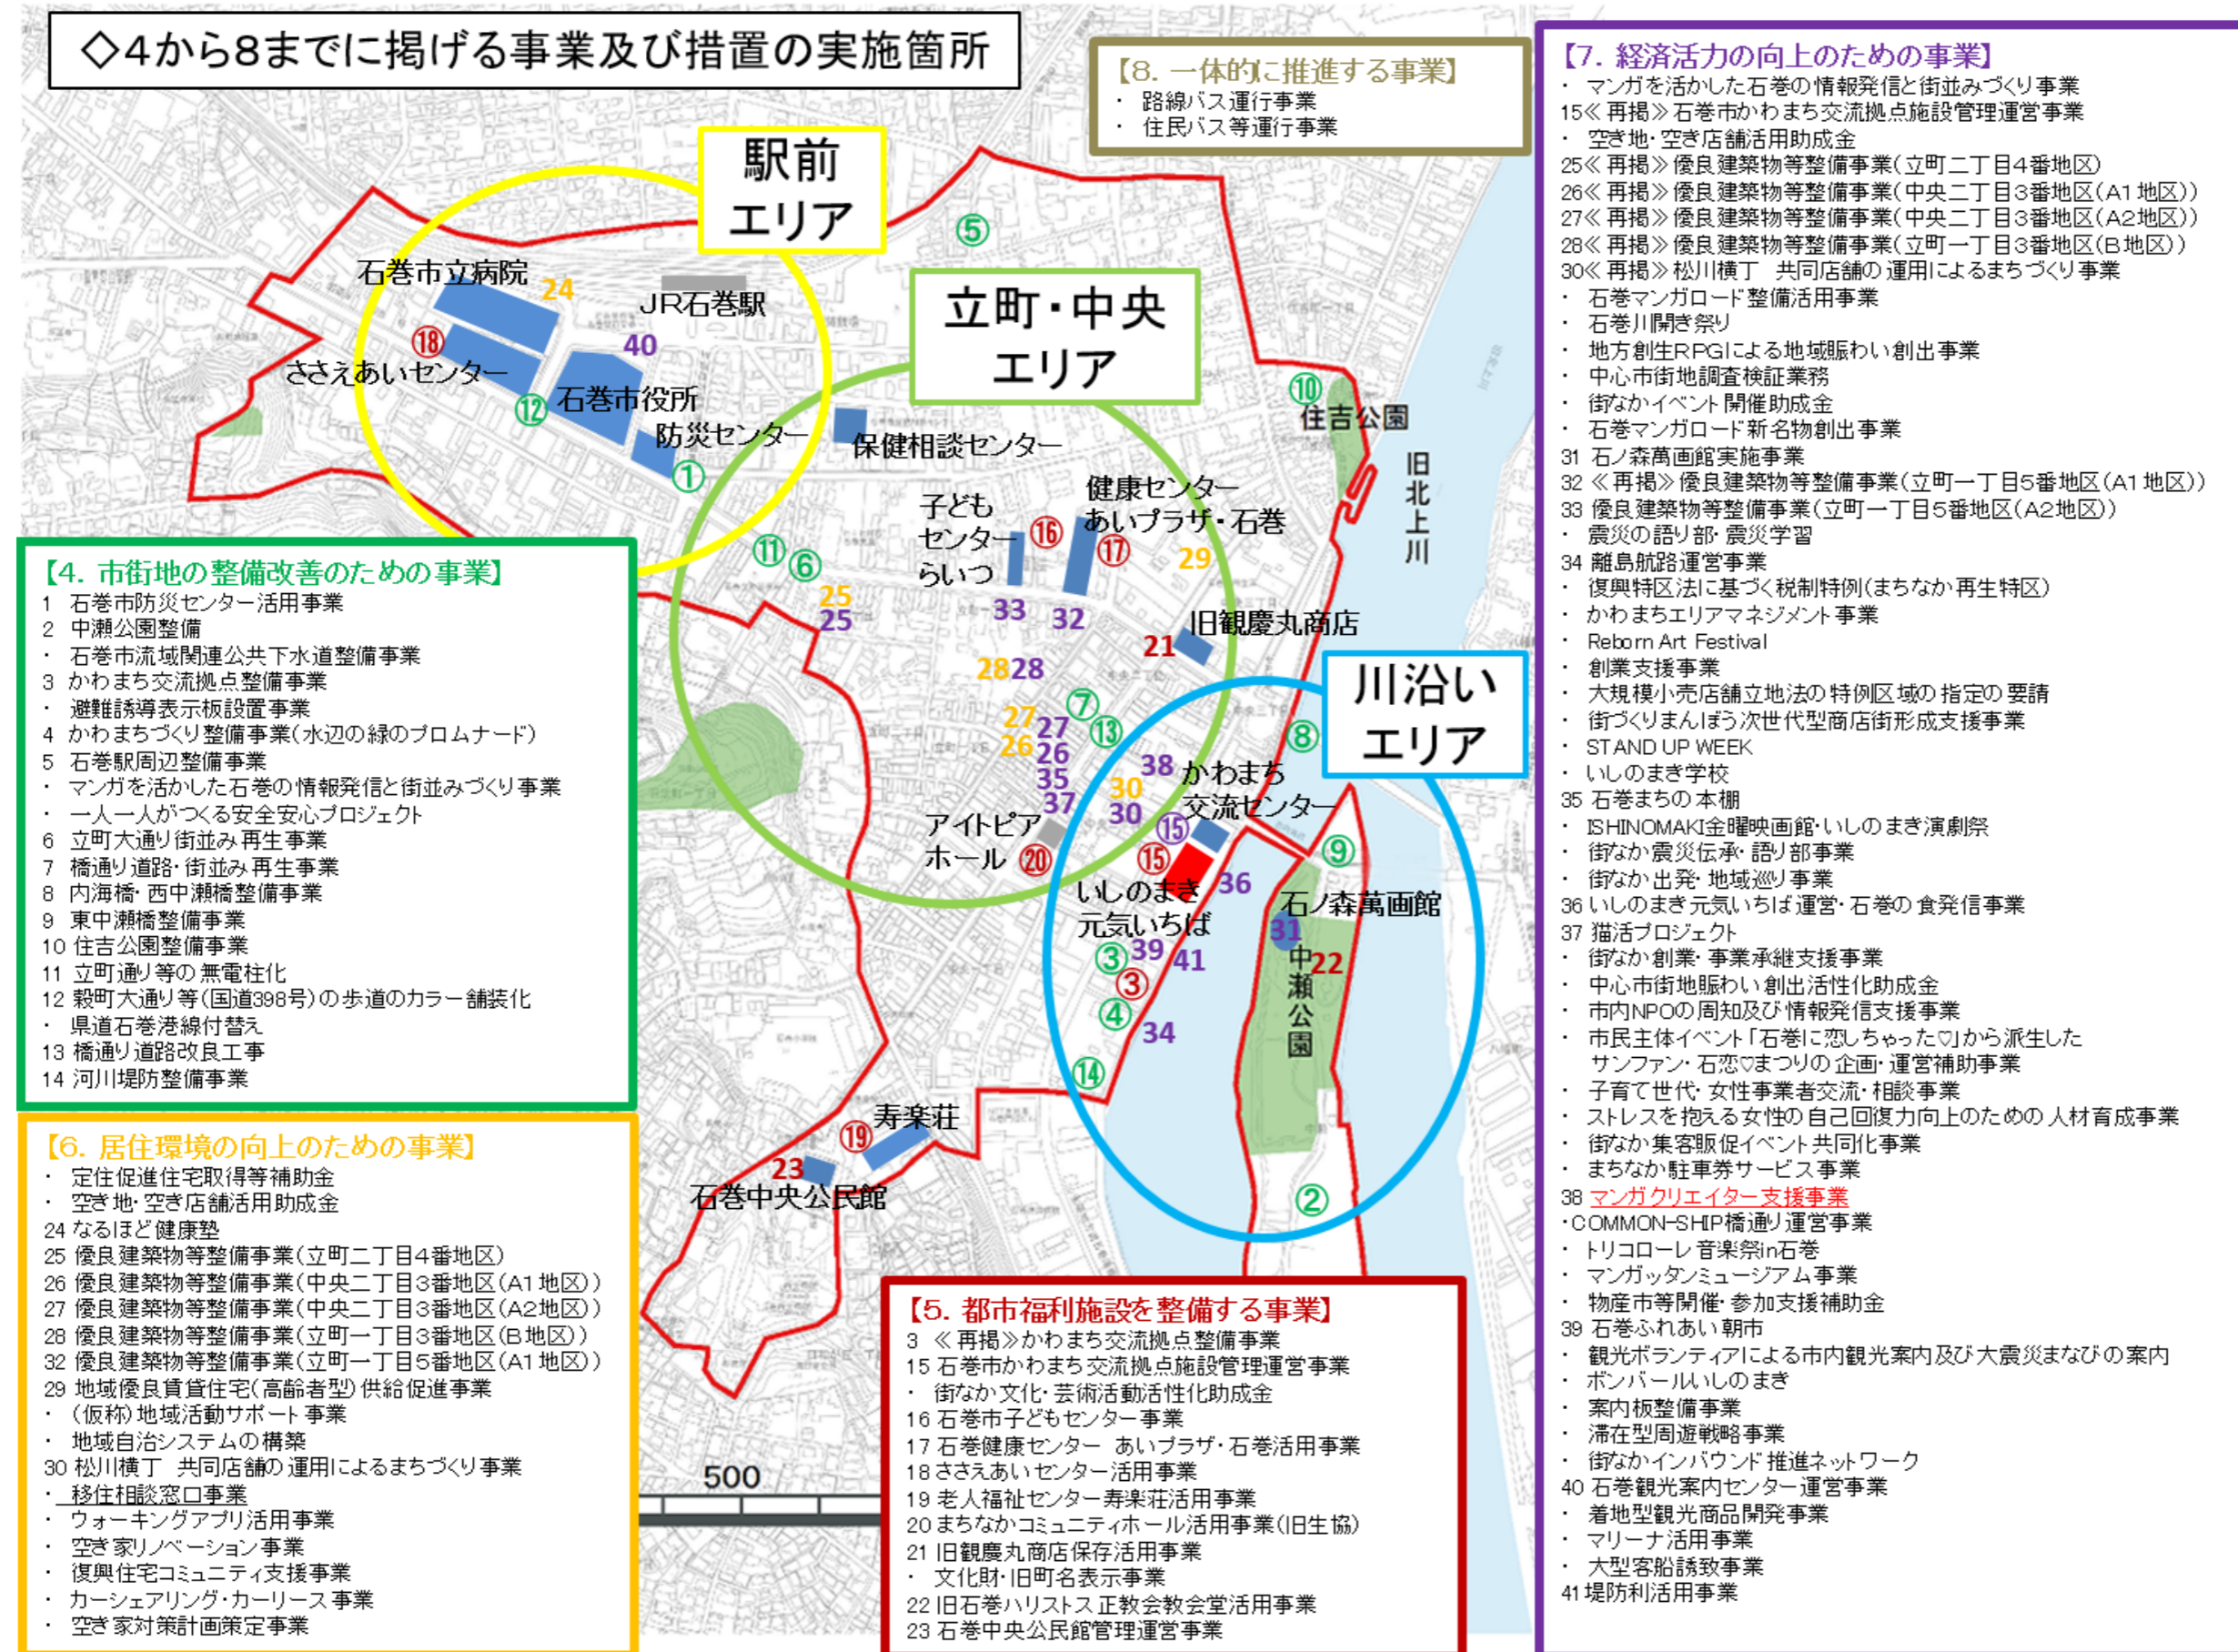 ◇4から8までに掲げる事業及び措置の実施箇所
【8. 一体的に推進する事業】
・ 路線バス運行事業
・ 住民バス等運行事業
【7. 経済活力の向上のための事業】
・ マンガを活かした石巻の情報発信と街並みづくり事業
15≪再掲≫石巻市かわまち交流拠点施設管理運営事業
・ 空き地・空き店舗活用助成金
25≪再掲≫優良建築物等整備事業(立町二丁目4番地区)
26≪再掲≫優良建築物等整備事業(中央二丁目3番地区(A1地区))
27≪再掲≫優良建築物等整備事業(中央二丁目3番地区(A2地区))
28≪再掲≫優良建築物等整備事業(立町一丁目3番地区(B地区))
30≪再掲≫松川横丁 共同店舗の運用によるまちづくり事業
・ 石巻マンガロード整備活用事業
・ 石巻川開き祭り
・ 地方創生RPGによる地域賑わい創出事業
・ 中心市街地調査検証業務
・ 街なかイベント開催助成金
・ 石巻マンガロード新名物創出事業
31 石ノ森萬画館実施事業
32 ≪再掲≫優良建築物等整備事業(立町一丁目5番地区(A1地区))
33 優良建築物等整備事業(立町一丁目5番地区(A2地区))
・ 震災の語り部・震災学習
34 離島航路運営事業
・ 復興特区法に基づく税制特例(まちなか再生特区)
・ かわまちエリアマネジメント事業
・ Reborn Art Festival
・ 創業支援事業
・ 大規模小売店舗立地法の特例区域の指定の要請
・ 街づくりまんぼう次世代型商店街形成支援事業
・ STAND UP WEEK
・ いしのまき学校
35 石巻まちの本棚
・ ISHINOMAKI金曜映画館・いしのまき演劇祭
・ 街なか震災伝承・語り部事業
・ 街なか出発・地域巡り事業
36 いしのまき元気いちば運営・石巻の食発信事業
37 猫活プロジェクト
・ 街なか創業・事業承継支援事業
・ 中心市街地賑わい創出活性化助成金
・ 市内NPOの周知及び情報発信支援事業
・ 市民主体イベント「石巻に恋しちゃった♡」から派生した
サンファン・石恋♡まつりの企画・運営補助事業
・ 子育て世代・女性事業者交流・相談事業
・ ストレスを抱える女性の自己回復力向上のための人材育成事業
・ 街なか集客販促イベント共同化事業
・ まちなか駐車券サービス事業
38 マンガクリエイター支援事業
・COMMON-SHIP橋通り運営事業
・ トリコローレ音楽祭in石巻
・ マンガッタンミュージアム事業
・ 物産市等開催・参加支援補助金
39 石巻ふれあい朝市
・ 観光ボランティアによる市内観光案内及び大震災まなびの案内
・ ボンバールいしのまき
・ 案内板整備事業
・ 滞在型周遊戦略事業
・ 街なかインバウンド推進ネットワーク
40 石巻観光案内センター運営事業
・ 着地型観光商品開発事業
・ マリーナ活用事業
・ 大型客船誘致事業
41 堤防利活用事業
駅前
エリア
⑤
石巻市立病院
24
JR石巻駅
立町・中央
エリア
⑱
40
ささえあいセンター
⑫
石巻市役所
⑩
住吉公園
防災センター
保健相談センター
①
旧北上川
健康センター
あいプラザ・石巻
子ども
センター
らいつ
⑯
⑰
29
⑪
⑥
25
25
33
32
旧観慶丸商店
21
28
28
川沿い
エリア
⑦
27
27
⑬
⑧
26
26
35
37
38
かわまち
交流センター
30
30
⑮
⑮
アイトピア
ホール
⑳
⑨
36
いしのまき
元気いちば
石ノ森萬画館
31
中瀬公園
22
③
39
41
③
④
34
⑭
②
寿楽荘
⑲
23
石巻中央公民館
500
【4. 市街地の整備改善のための事業】
1 石巻市防災センター活用事業
2 中瀬公園整備
・ 石巻市流域関連公共下水道整備事業
3 かわまち交流拠点整備事業
・ 避難誘導表示板設置事業
4 かわまちづくり整備事業(水辺の緑のプロムナード)
5 石巻駅周辺整備事業
・ マンガを活かした石巻の情報発信と街並みづくり事業
・ 一人一人がつくる安全安心プロジェクト
6 立町大通り街並み再生事業
7 橋通り道路・街並み再生事業
8 内海橋・西中瀬橋整備事業
9 東中瀬橋整備事業
10 住吉公園整備事業
11 立町通り等の無電柱化
12 穀町大通り等(国道398号)の歩道のカラー舗装化
・ 県道石巻港線付替え
13 橋通り道路改良工事
14 河川堤防整備事業
【6. 居住環境の向上のための事業】
・ 定住促進住宅取得等補助金
・ 空き地・空き店舗活用助成金
24 なるほど健康塾
25 優良建築物等整備事業(立町二丁目4番地区)
26 優良建築物等整備事業(中央二丁目3番地区(A1地区))
27 優良建築物等整備事業(中央二丁目3番地区(A2地区))
28 優良建築物等整備事業(立町一丁目3番地区(B地区))
32 優良建築物等整備事業(立町一丁目5番地区(A1地区))
29 地域優良賃貸住宅(高齢者型)供給促進事業
・ (仮称)地域活動サポート事業
・ 地域自治システムの構築
30 松川横丁 共同店舗の運用によるまちづくり事業
・ 移住相談窓口事業
・ ウォーキングアプリ活用事業
・ 空き家リノベーション事業
・ 復興住宅コミュニティ支援事業
・ カーシェアリング・カーリース事業
・ 空き家対策計画策定事業
【5. 都市福利施設を整備する事業】
3 ≪再掲≫かわまち交流拠点整備事業
15 石巻市かわまち交流拠点施設管理運営事業
・ 街なか文化・芸術活動活性化助成金
16 石巻市子どもセンター事業
17 石巻健康センター あいプラザ・石巻活用事業
18 ささえあいセンター活用事業
19 老人福祉センター寿楽荘活用事業
20 まちなかコミュニティホール活用事業(旧生協)
21 旧観慶丸商店保存活用事業
・ 文化財・旧町名表示事業
22 旧石巻ハリストス正教会教会堂活用事業
23 石巻中央公民館管理運営事業